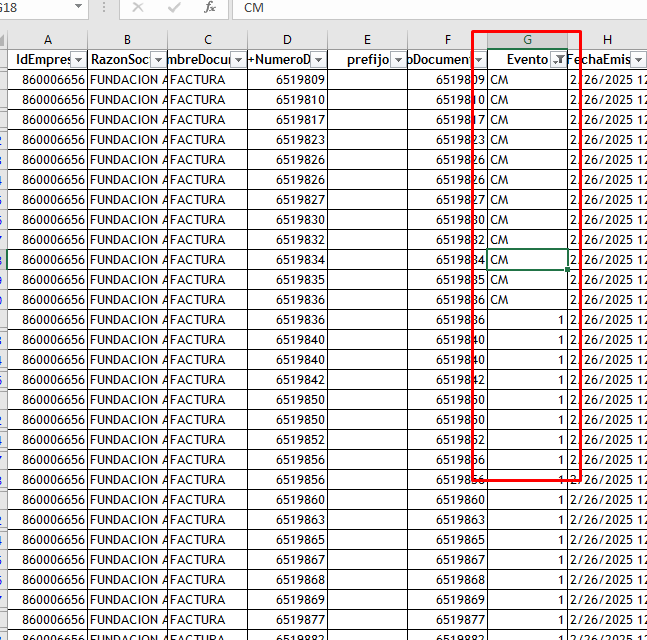 G18 fx CM
A B C D E F G H
IdEmpres RazonSoc mbreDocur +NumeroD prefijo oDocument Evento FechaEmis
860006656 FUNDACION A FACTURA 6519809 6519809 CM 2/26/2025 12
860006656 FUNDACION A FACTURA 6519810 6519810 CM 2/26/2025 12
860006656 FUNDACION A FACTURA 6519817 6519817 CM 2/26/2025 12
860006656 FUNDACION A FACTURA 6519823 6519823 CM 2/26/2025 12
860006656 FUNDACION A FACTURA 6519826 6519826 CM 2/26/2025 12
860006656 FUNDACION A FACTURA 6519826 6519826 CM 2/26/2025 12
860006656 FUNDACION A FACTURA 6519827 6519827 CM 2/26/2025 12
860006656 FUNDACION A FACTURA 6519830 6519830 CM 2/26/2025 12
860006656 FUNDACION A FACTURA 6519832 6519832 CM 2/26/2025 12
860006656 FUNDACION A FACTURA 6519834 6519834 CM 2/26/2025 12
860006656 FUNDACION A FACTURA 6519835 6519835 CM 2/26/2025 12
860006656 FUNDACION A FACTURA 6519836 6519836 CM 2/26/2025 12
860006656 FUNDACION A FACTURA 6519836 6519836 1 2/26/2025 12
860006656 FUNDACION A FACTURA 6519840 6519840 1 2/26/2025 12
860006656 FUNDACION A FACTURA 6519840 6519840 1 2/26/2025 12
860006656 FUNDACION A FACTURA 6519842 6519842 1 2/26/2025 12
860006656 FUNDACION A FACTURA 6519850 6519850 1 2/26/2025 12
860006656 FUNDACION A FACTURA 6519850 6519850 1 2/26/2025 12
860006656 FUNDACION A FACTURA 6519852 6519852 1 2/26/2025 12
860006656 FUNDACION A FACTURA 6519856 6519856 1 2/26/2025 12
860006656 FUNDACION A FACTURA 6519856 6519856 1 2/26/2025 12
860006656 FUNDACION A FACTURA 6519860 6519860 1 2/26/2025 12
860006656 FUNDACION A FACTURA 6519863 6519863 1 2/26/2025 12
860006656 FUNDACION A FACTURA 6519865 6519865 1 2/26/2025 12
860006656 FUNDACION A FACTURA 6519867 6519867 1 2/26/2025 12
860006656 FUNDACION A FACTURA 6519868 6519868 1 2/26/2025 12
860006656 FUNDACION A FACTURA 6519869 6519869 1 2/26/2025 12
860006656 FUNDACION A FACTURA 6519877 6519877 1 2/26/2025 12
860006656 FUNDACION A FACTURA 6519882 6519882 1 2/26/2025 12